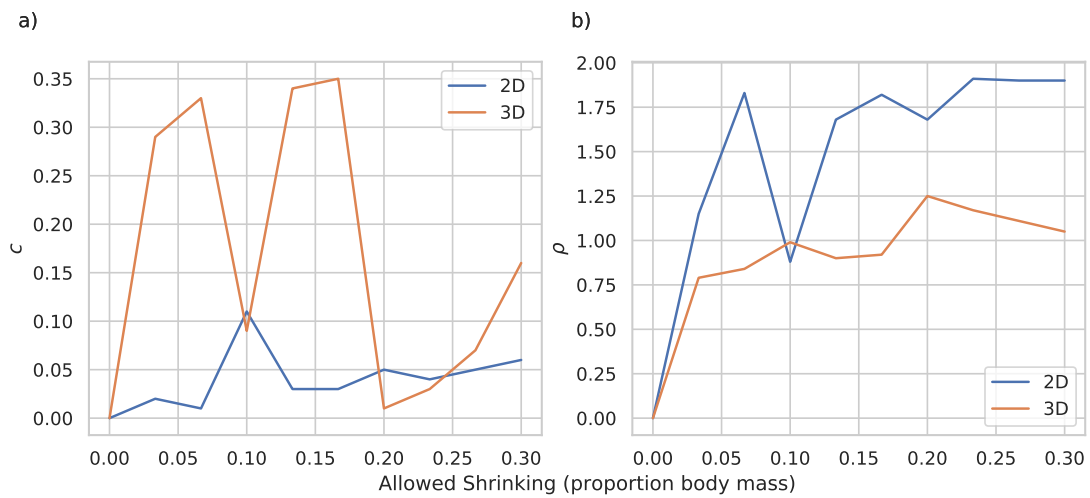 a)
b)
0.35
0.30
0.25
0.20
0.15
0.10
0.05
0.00
c
2D
3D
0.00 0.05 0.10 0.15 0.20 0.25 0.30
2.00
1.75
1.50
1.25
1.00
0.75
0.50
0.25
0.00
ρ
2D
3D
0.00 0.05 0.10 0.15 0.20 0.25 0.30
Allowed Shrinking (proportion body mass)